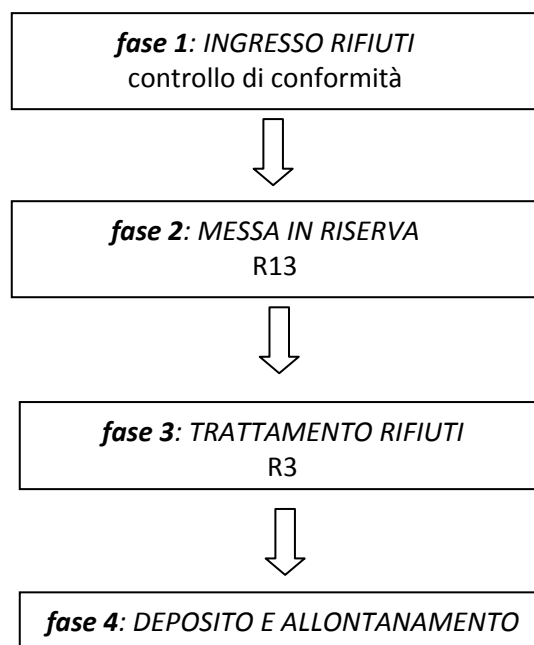 fase 1: INGRESSO RIFIUTI
controllo di conformità
fase 2: MESSA IN RISERVA
R13
fase 3: TRATTAMENTO RIFIUTI
R3
fase 4: DEPOSITO E ALLONTANAMENTO